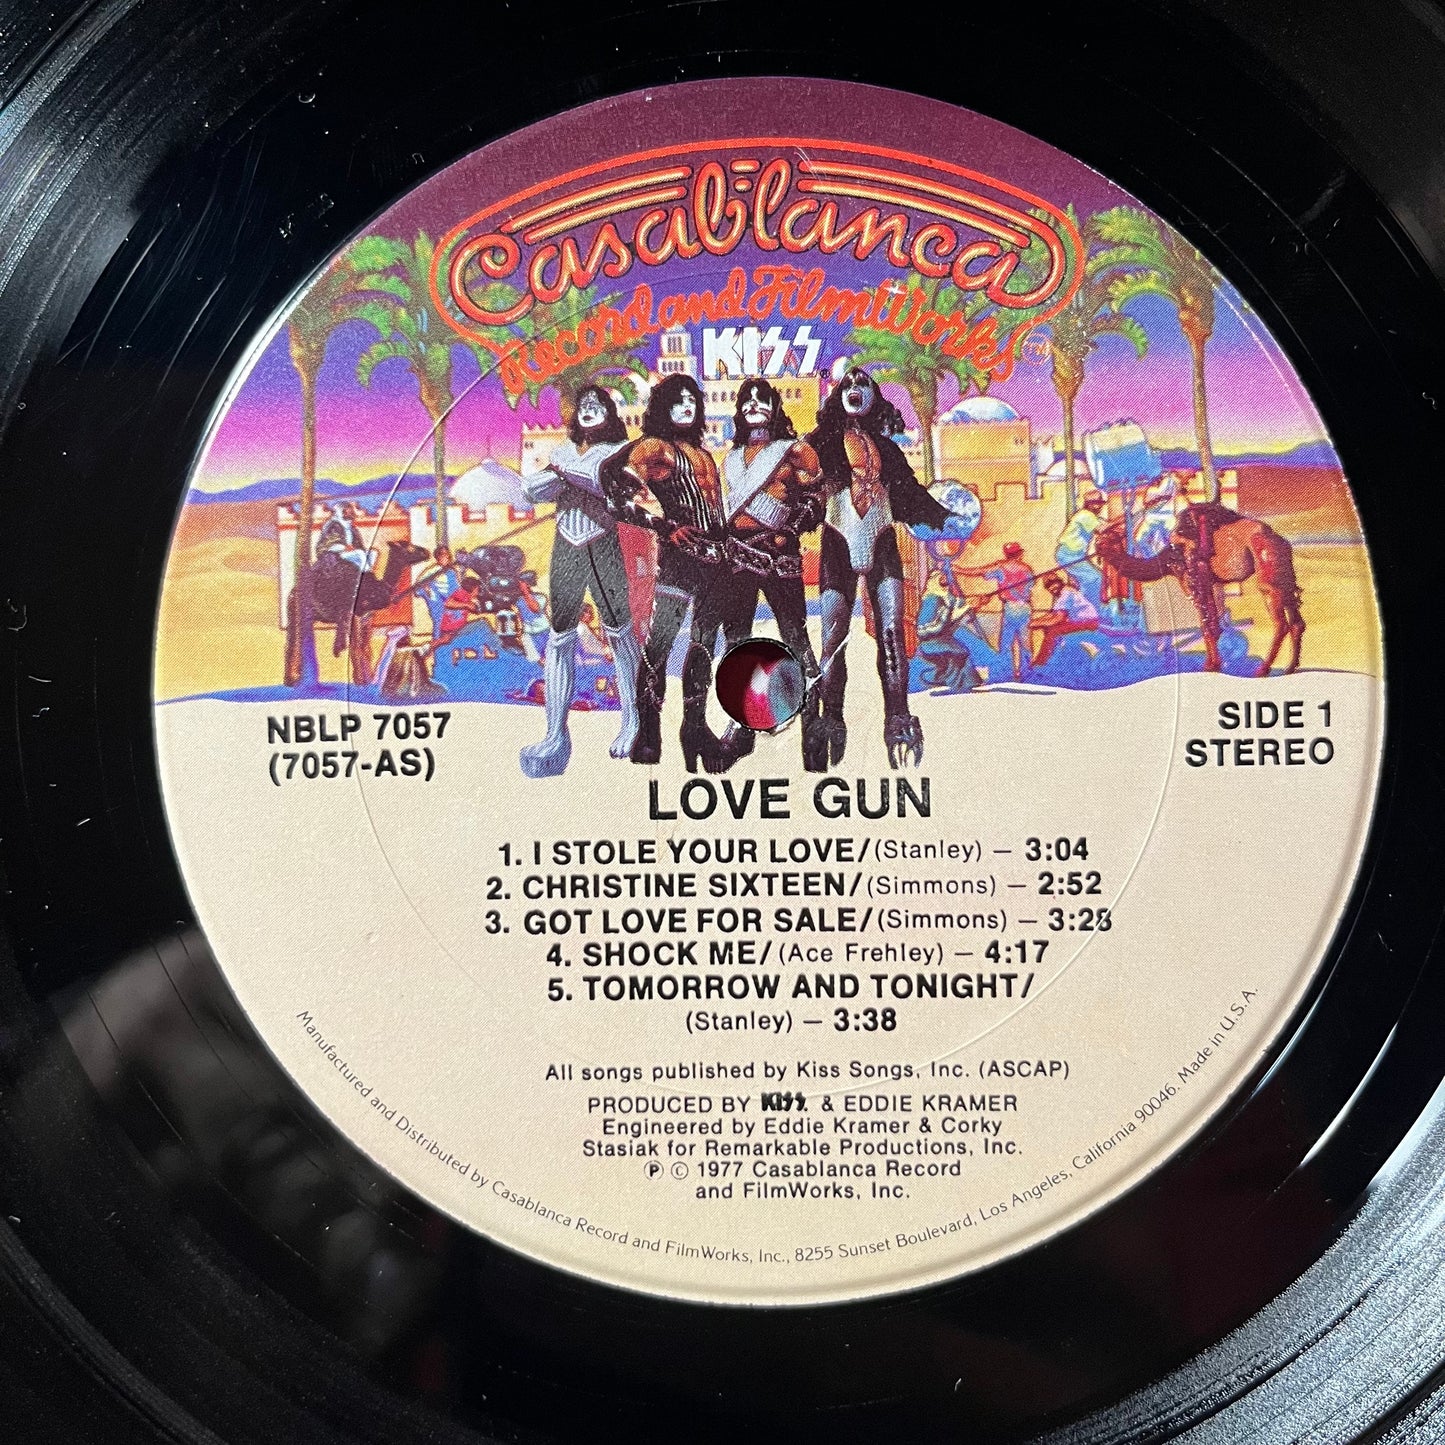 Casablanca
Record and FilmWorks
KISS®
NBLP 7057
(7057-AS)
SIDE 1
STEREO
LOVE GUN
1. I STOLE YOUR LOVE/(Stanley) – 3:04
2. CHRISTINE SIXTEEN/(Simmons) – 2:52
3. GOT LOVE FOR SALE/(Simmons) – 3:28
4. SHOCK ME/(Ace Frehley) – 4:17
5. TOMORROW AND TONIGHT/
(Stanley) – 3:38
All songs published by Kiss Songs, Inc. (ASCAP)
PRODUCED BY KISS. & EDDIE KRAMER
Engineered by Eddie Kramer & Corky
Stasiak for Remarkable Productions, Inc.
℗ © 1977 Casablanca Record
and FilmWorks, Inc.
Manufactured and Distributed by Casablanca Record and FilmWorks, Inc., 8255 Sunset Boulevard, Los Angeles, California 90046. Made in U.S.A.